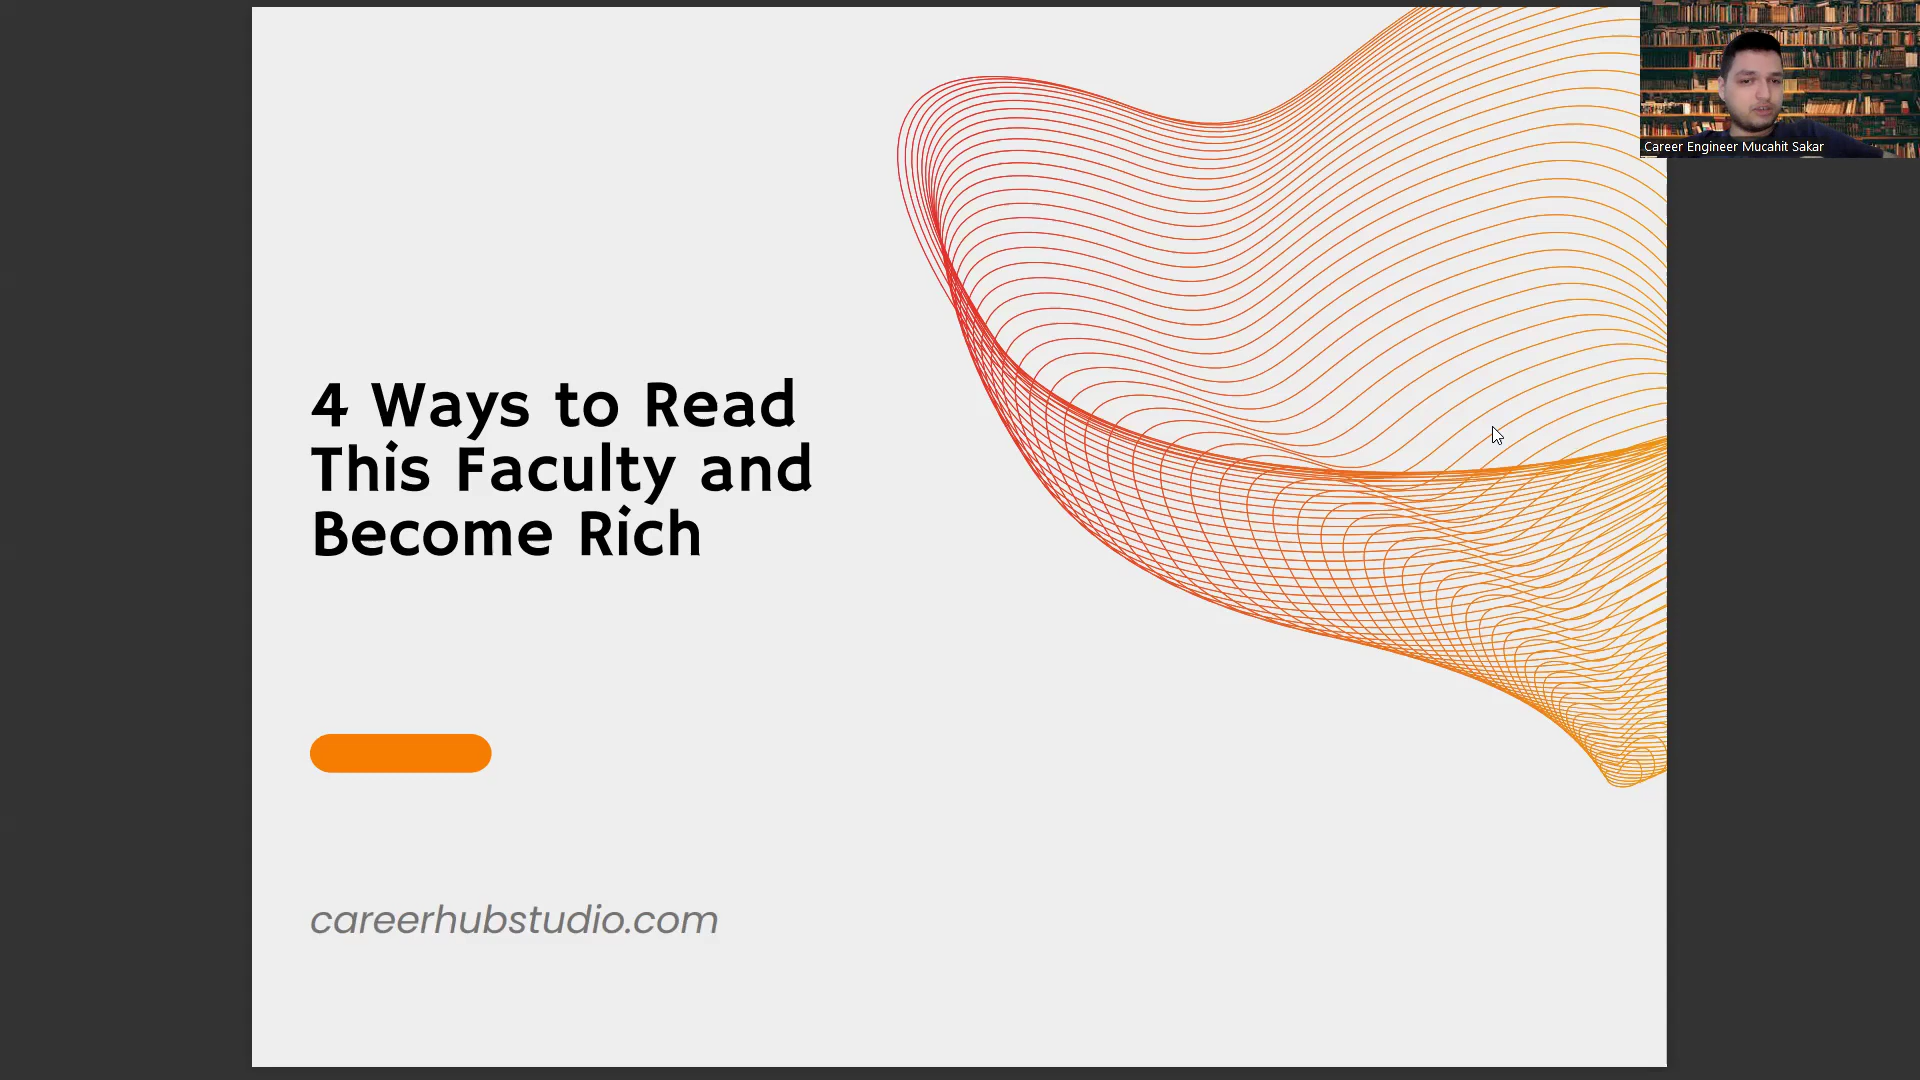 4 Ways to Read
This Faculty and
Become Rich
careerhubstudio.com
Career Engineer Mucahit Sakar